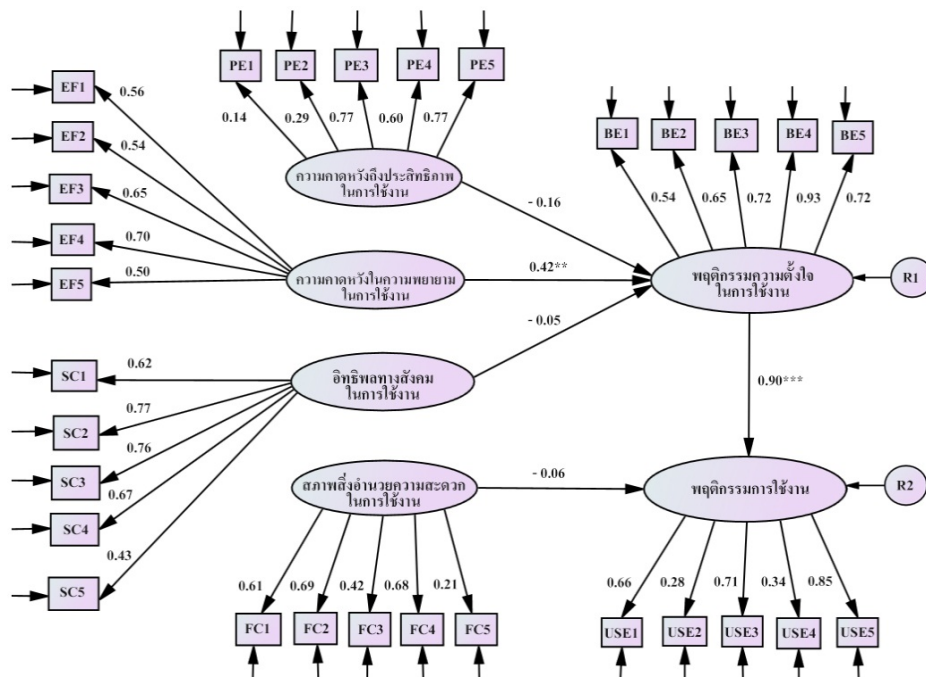 PE1 PE2 PE3 PE4 PE5
0.14 0.29 0.77 0.60 0.77
ความคาดหวังถึงประสิทธิภาพ
ในการใช้งาน
EF1
EF2
EF3
EF4
EF5
0.56
0.54
0.65
0.70
0.50
ความคาดหวังในความพยายาม
ในการใช้งาน
BE1 BE2 BE3 BE4 BE5
0.54 0.65 0.72 0.93 0.72
- 0.16
0.42**
- 0.05
พฤติกรรมความตั้งใจ
ในการใช้งาน
R1
SC1
SC2
SC3
SC4
SC5
0.62
0.77
0.76
0.67
0.43
อิทธิพลทางสังคม
ในการใช้งาน
0.90***
สภาพสิ่งอำนวยความสะดวก
ในการใช้งาน
- 0.06
พฤติกรรมการใช้งาน
R2
0.61 0.69 0.42 0.68 0.21
FC1 FC2 FC3 FC4 FC5
0.66 0.28 0.71 0.34 0.85
USE1 USE2 USE3 USE4 USE5